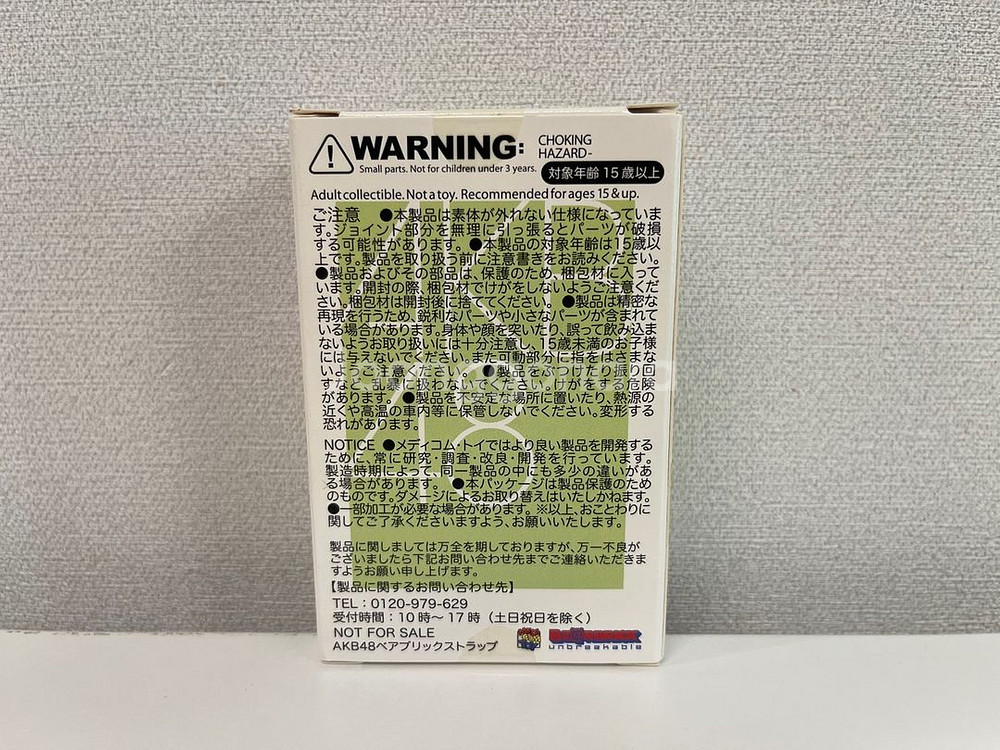 WARNING:
CHOKING
HAZARD-
Small parts. Not for children under 3 years.
対象年齢 15歳以上
Adult collectible. Not a toy. Recommended for ages 15 & up.
ご注意 ●本製品は素体が外れない仕様になっていま
す。ジョイント部分を無理に引っ張るとパーツが破損
する可能性があります。●本製品の対象年齢は15歳以
上です。製品を取り扱う前に注意書きをお読みください。
●製品およびその部品は、保護のため、梱包材に入って
います。開封の際、梱包材でけがをしないようご注意くだ
さい。梱包材は開封後に捨ててください。●製品は精密な
再現を行うため、鋭利なパーツや小さなパーツが含まれて
いる場合があります。身体や顔を突いたり、誤って飲み込ま
ないようお取り扱いには十分注意し、15歳未満のお子様
には与えないでください。また可動部分に指をはさまな
いようご注意ください。●製品をぶつけたり振り回
すなど、乱暴に扱わないでください。けがをする危険
があります。●製品を不安定な場所に置いたり、熱源の
近くや高温の車内等に保管しないでください。変形する
恐れがあります。
NOTICE ●メディコム・トイではより良い製品を開発する
ために、常に研究・調査・改良・開発を行っています。
製造時期によって、同一製品の中にも多少の違いがあ
る場合があります。●本パッケージは製品保護のため
のものです。ダメージによるお取り替えはいたしかねます。
●一部加工が必要な場合があります。※以上、おことわりに
関してご了承くださいますよう、お願いいたします。
製品に関しましては万全を期しておりますが、万一不良が
ございましたら下記お問い合わせ先までご連絡いただきま
すようお願い申し上げます。
【製品に関するお問い合わせ先】
TEL：0120-979-629
受付時間：10時～17時（土日祝日を除く）
NOT FOR SALE
AKB48ベアブリックストラップ
unbreakable